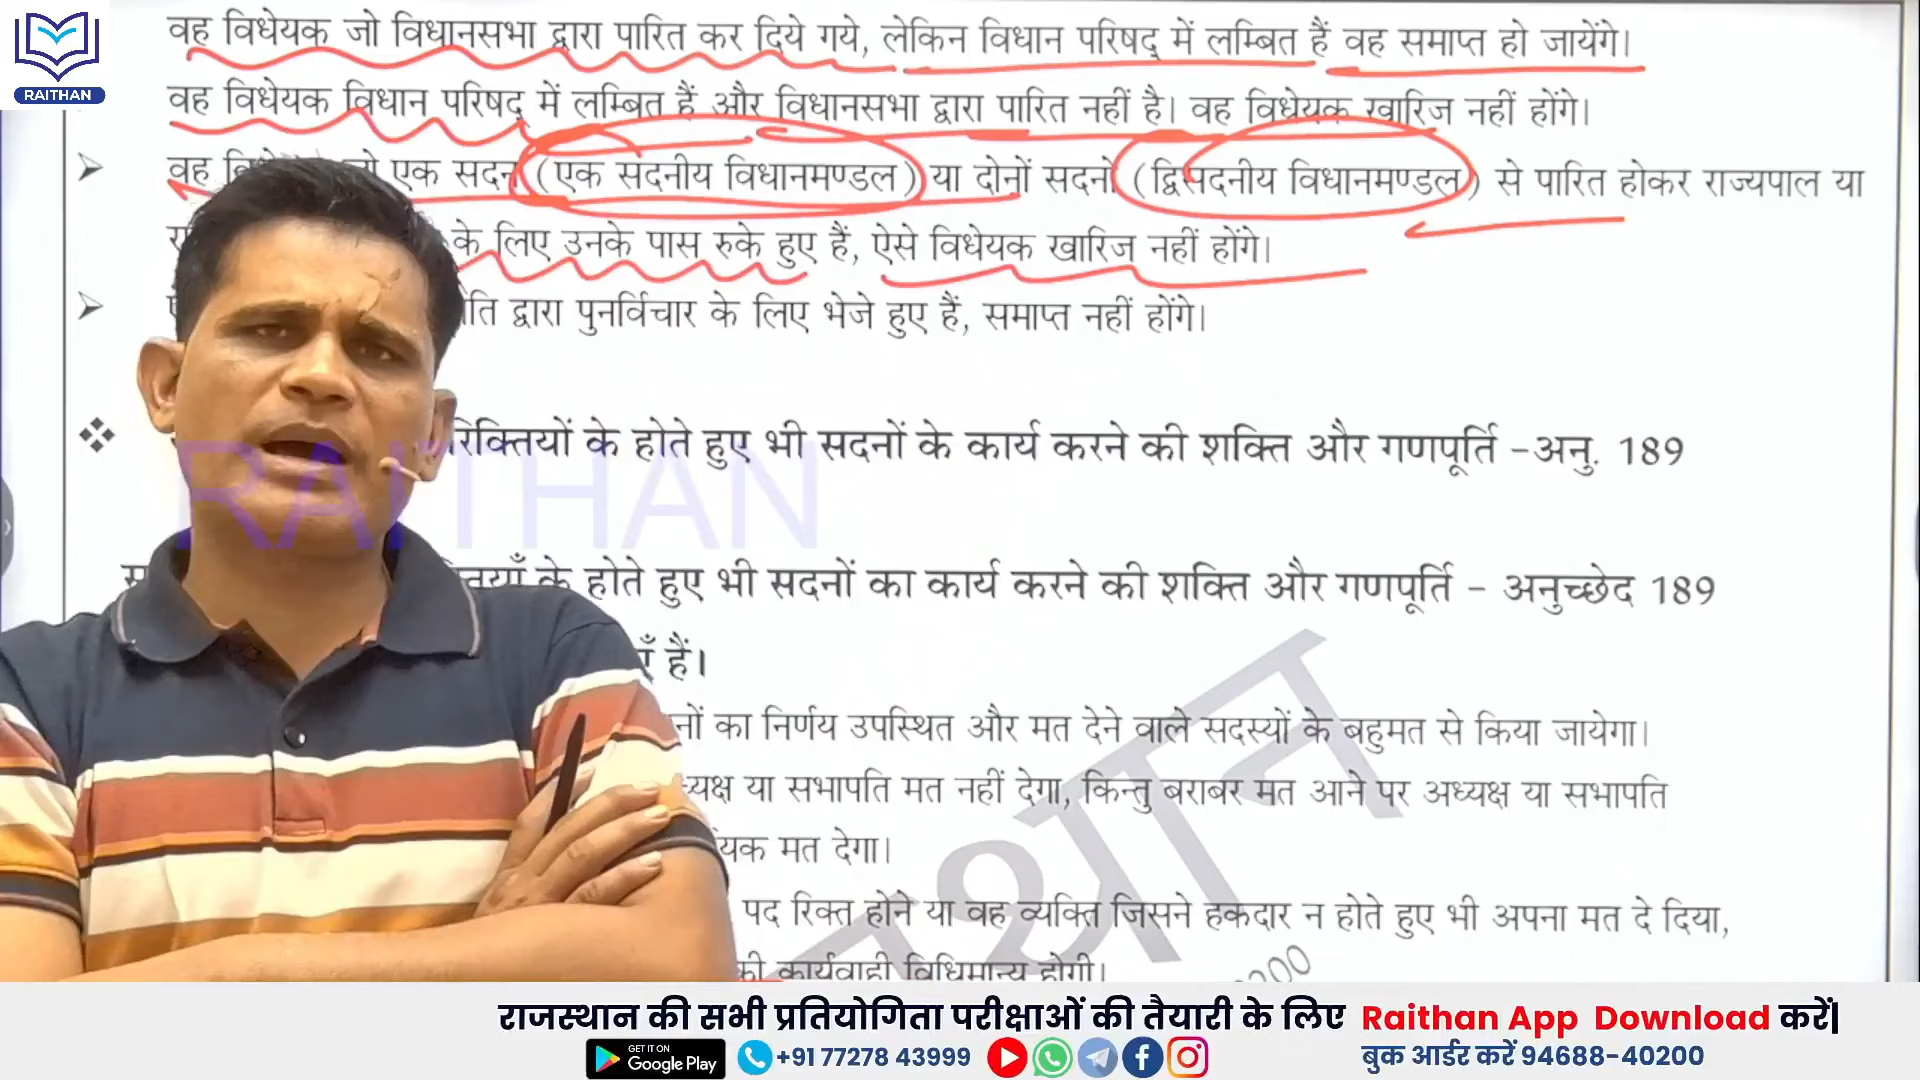 वह विधेयक जो विधानसभा द्वारा पारित कर दिये गये, लेकिन विधान परिषद् में लम्बित हैं वह समाप्त हो जायेंगे।
RAITHAN
वह विधेयक विधान परिषद् में लम्बित हैं और विधानसभा द्वारा पारित नहीं है। वह विधेयक खारिज नहीं होंगे।
वह एक सदन (एक सदनीय विधानमण्डल) या दोनों सदनों (द्विसदनीय विधानमण्डल) से पारित होकर राज्यपाल या
के लिए उनके पास रुके हुए हैं, ऐसे विधेयक खारिज नहीं होंगे।
द्वारा पुनर्विचार के लिए भेजे हुए हैं, समाप्त नहीं होंगे।
के होते हुए भी सदनों के कार्य करने की शक्ति और गणपूर्ति –अनु. 189
RAITHAN
के होते हुए भी सदनों का कार्य करने की शक्ति और गणपूर्ति – अनुच्छेद 189
हैं।
का निर्णय उपस्थित और मत देने वाले सदस्यों के बहुमत से किया जायेगा।
या सभापति मत नहीं देगा, किन्तु बराबर मत आने पर अध्यक्ष या सभापति
मत देगा।
पद रिक्त होने या वह व्यक्ति जिसने हकदार न होते हुए भी अपना मत दे दिया,
की कार्यवाही विधिमान्य होगी।
राजस्थान की सभी प्रतियोगिता परीक्षाओं की तैयारी के लिए Raithan App Download करें|
GET IT ON
Google Play
+91 77278 43999
बुक आर्डर करें 94688-40200